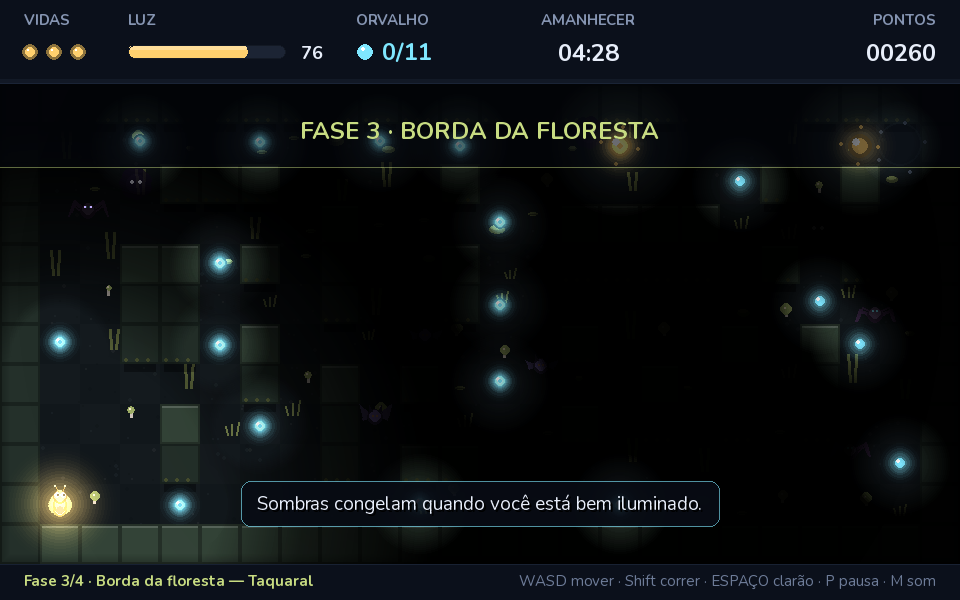 VIDAS LUZ ORVALHO AMANHECER PONTOS
76 0/11 04:28 00260
FASE 3 · BORDA DA FLORESTA
Sombras congelam quando você está bem iluminado.
Fase 3/4 · Borda da floresta — Taquaral WASD mover · Shift correr · ESPAÇO clarão · P pausa · M som